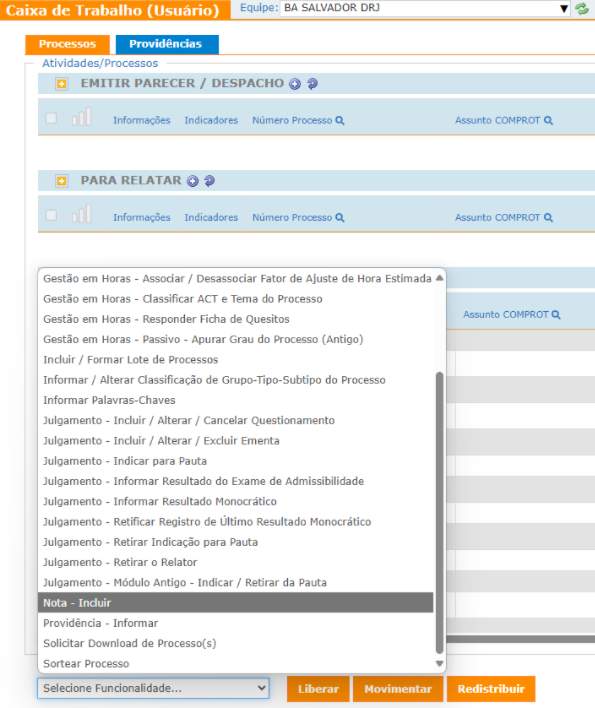 Caixa de Trabalho (Usuário) Equipe: BA SALVADOR DRJ
Processos Providências
Atividades/Processos
EMITIR PARECER / DESPACHO
Informações Indicadores Número Processo Assunto COMPROT
PARA RELATAR
Informações Indicadores Número Processo Assunto COMPROT
Gestão em Horas - Associar / Desassociar Fator de Ajuste de Hora Estimada
Gestão em Horas - Classificar ACT e Tema do Processo
Gestão em Horas - Responder Ficha de Quesitos
Assunto COMPROT
Gestão em Horas - Passivo - Apurar Grau do Processo (Antigo)
Incluir / Formar Lote de Processos
Informar / Alterar Classificação de Grupo-Tipo-Subtipo do Processo
Informar Palavras-Chaves
Julgamento - Incluir / Alterar / Cancelar Questionamento
Julgamento - Incluir / Alterar / Excluir Ementa
Julgamento - Indicar para Pauta
Julgamento - Informar Resultado do Exame de Admissibilidade
Julgamento - Informar Resultado Monocrático
Julgamento - Retificar Registro de Último Resultado Monocrático
Julgamento - Retirar Indicação para Pauta
Julgamento - Retirar o Relator
Julgamento - Módulo Antigo - Indicar / Retirar da Pauta
Nota - Incluir
Providência - Informar
Solicitar Download de Processo(s)
Sortear Processo
Selecione Funcionalidade... Liberar Movimentar Redistribuir